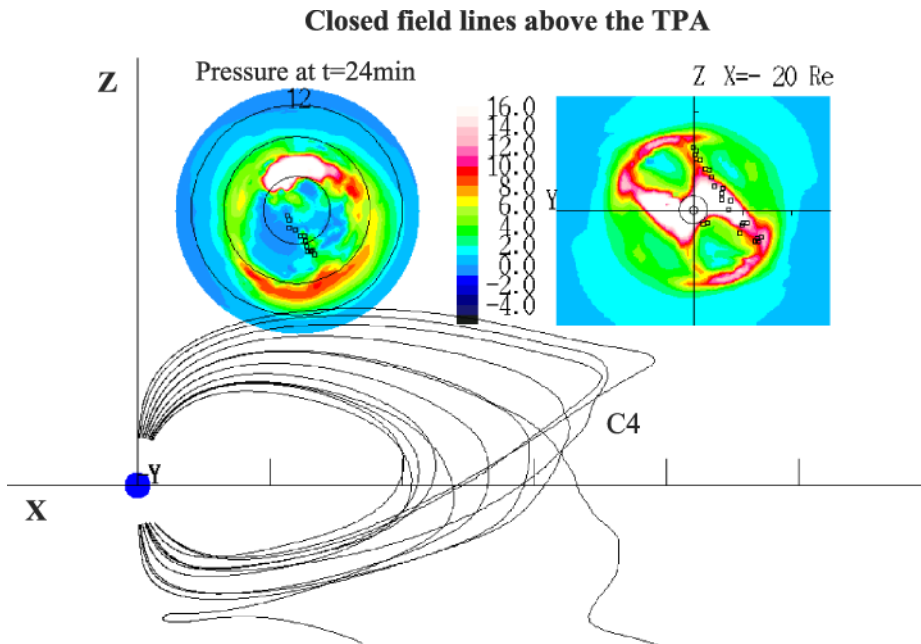 Closed field lines above the TPA
Z
Pressure at t=24min
12
16.0
14.0
12.0
10.0
8.0
6.0
4.0
2.0
0.0
-2.0
-4.0
Z X=- 20 Re
Y
C4
Y
X